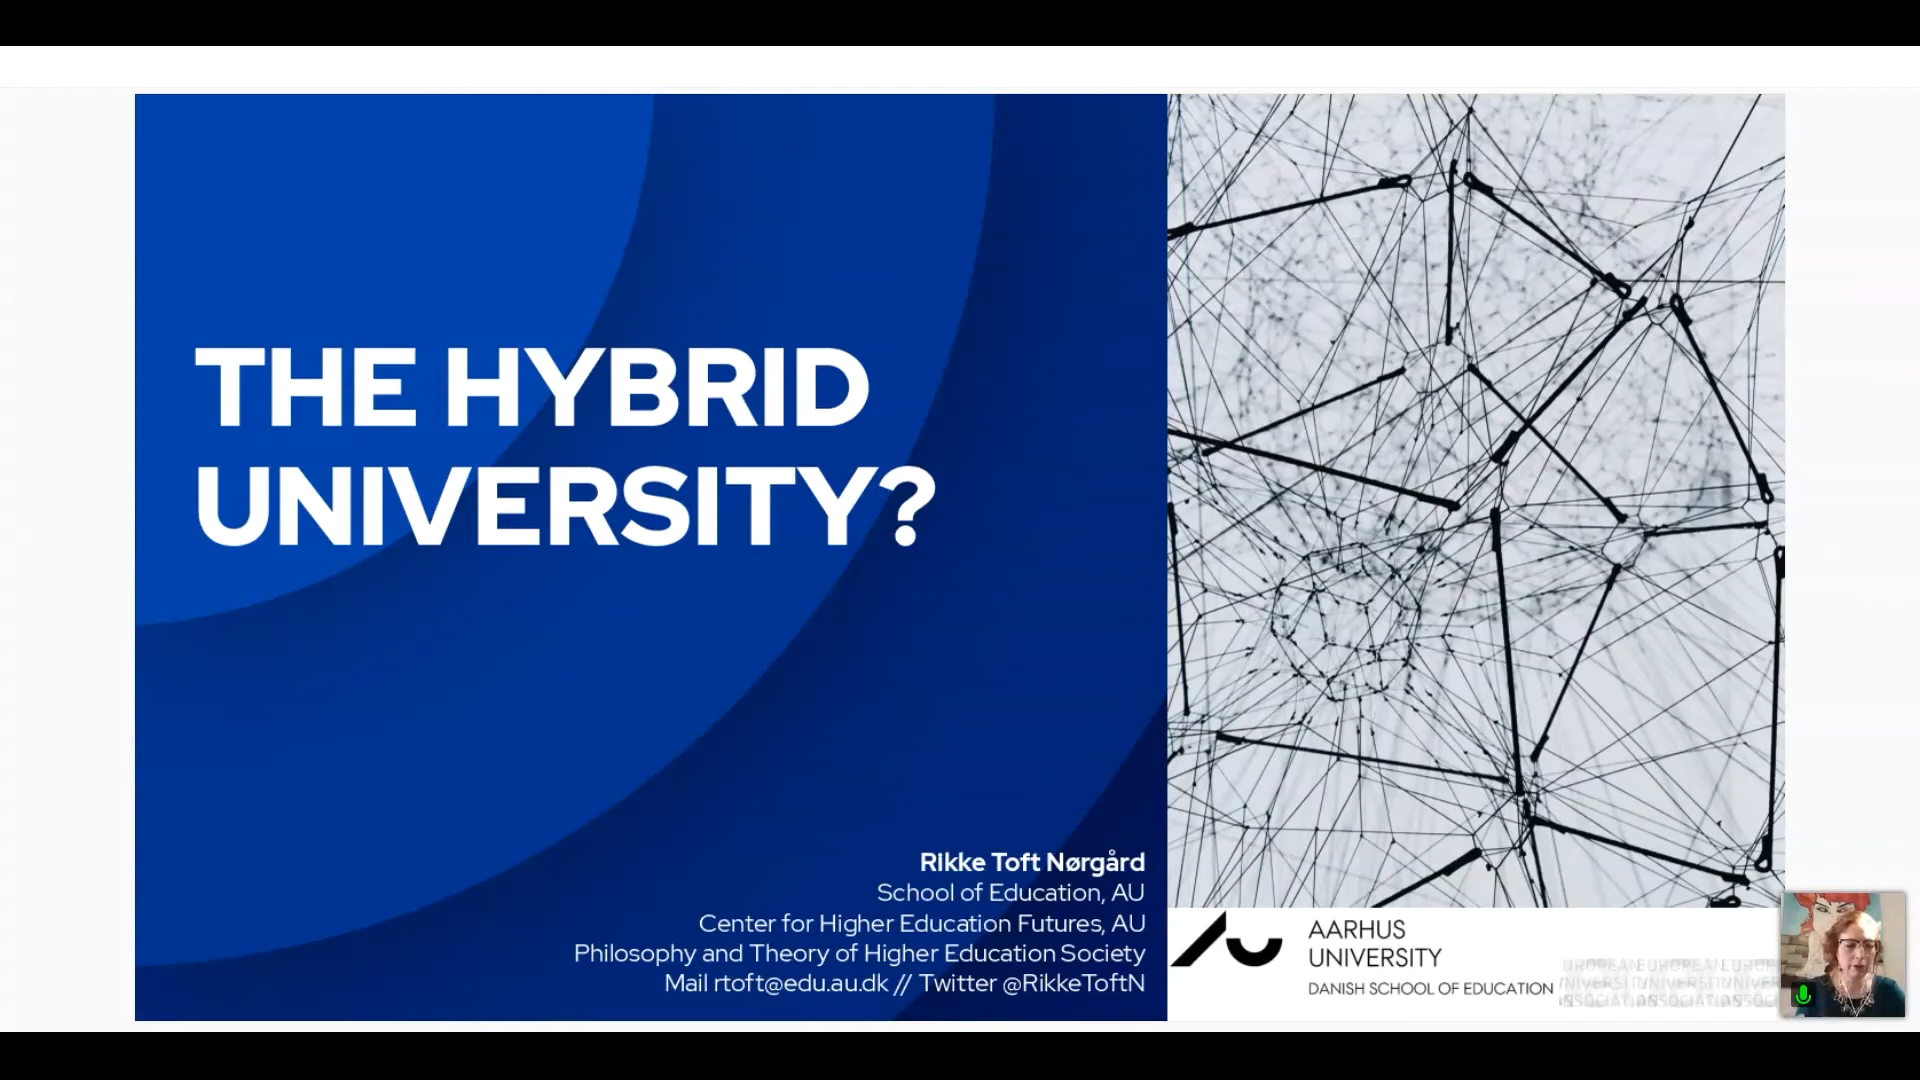 THE HYBRID
UNIVERSITY?
Rikke Toft Nørgård
School of Education, AU
Center for Higher Education Futures, AU
Philosophy and Theory of Higher Education Society
Mail rtoft@edu.au.dk // Twitter @RikkeToftN
AARHUS
UNIVERSITY
DANISH SCHOOL OF EDUCATION